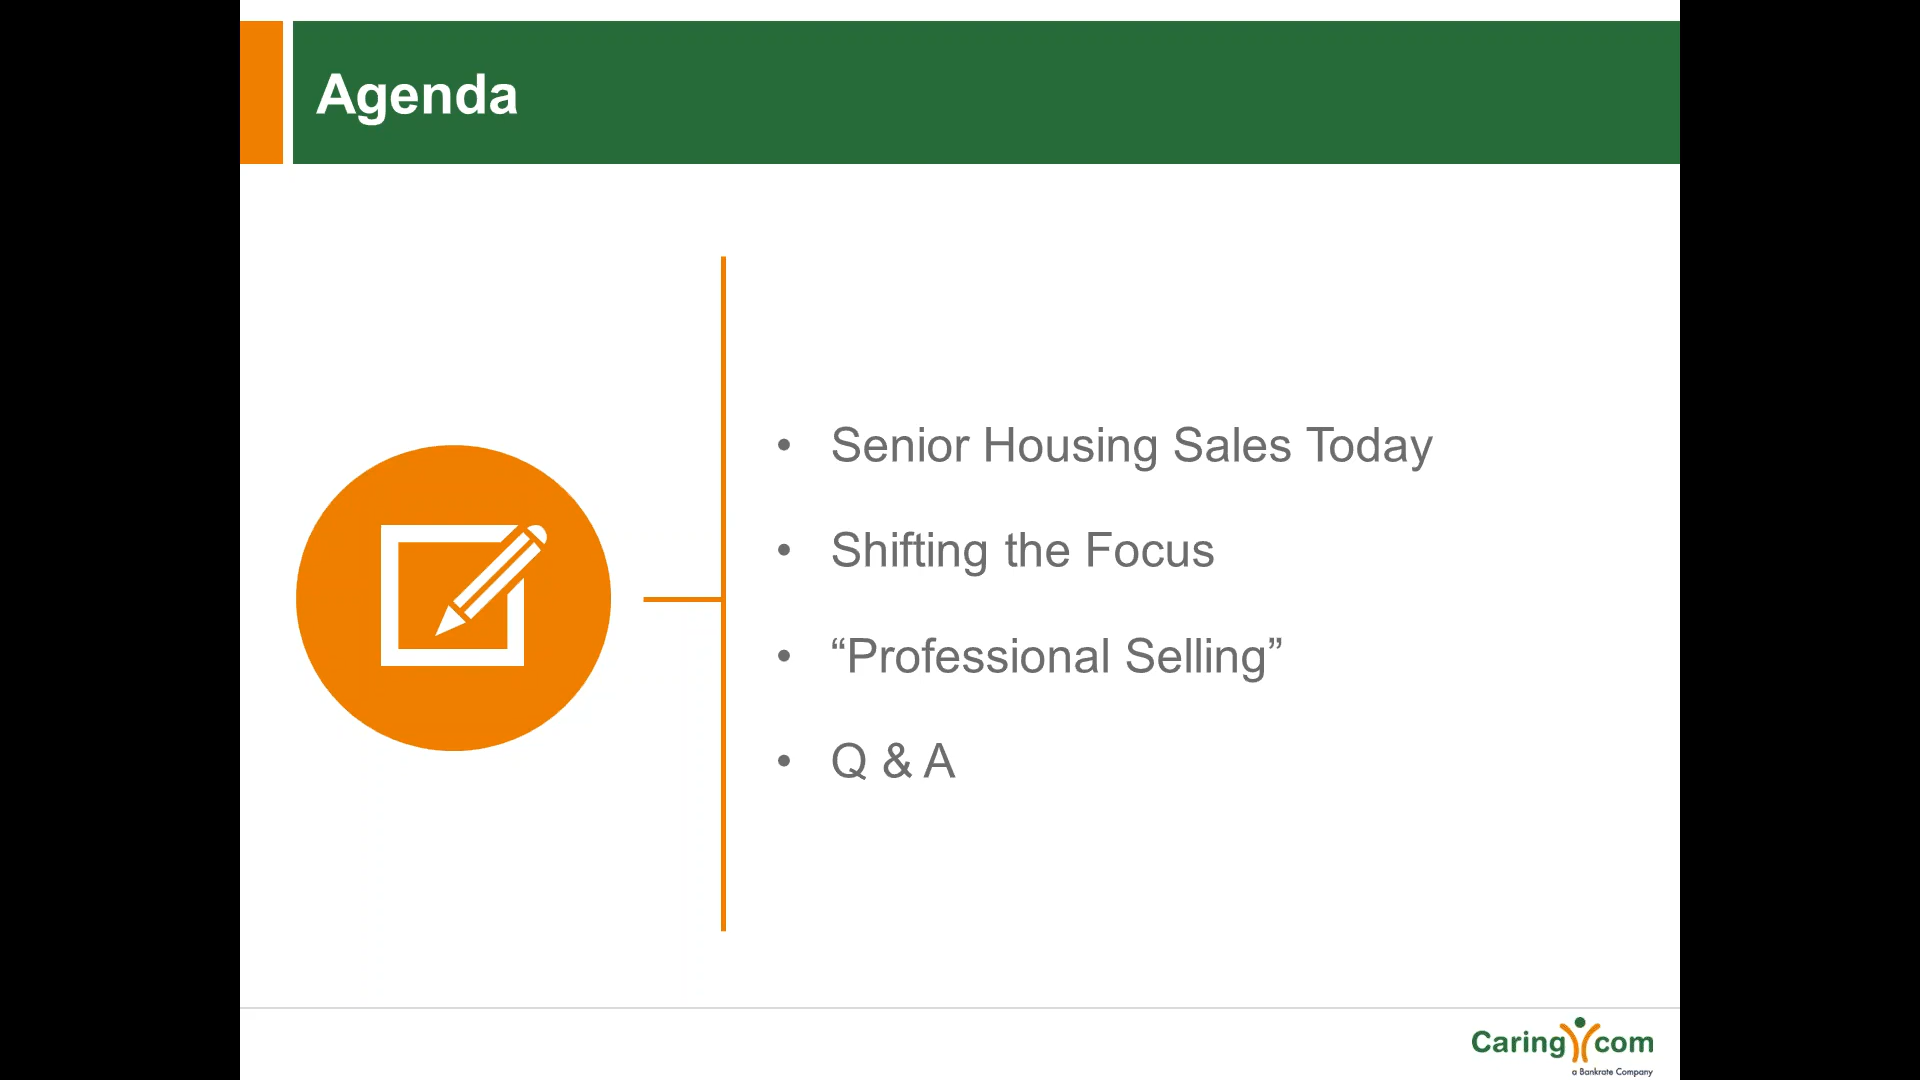 Agenda
• Senior Housing Sales Today
• Shifting the Focus
• “Professional Selling”
• Q & A
Caring com
a Bankrate Company